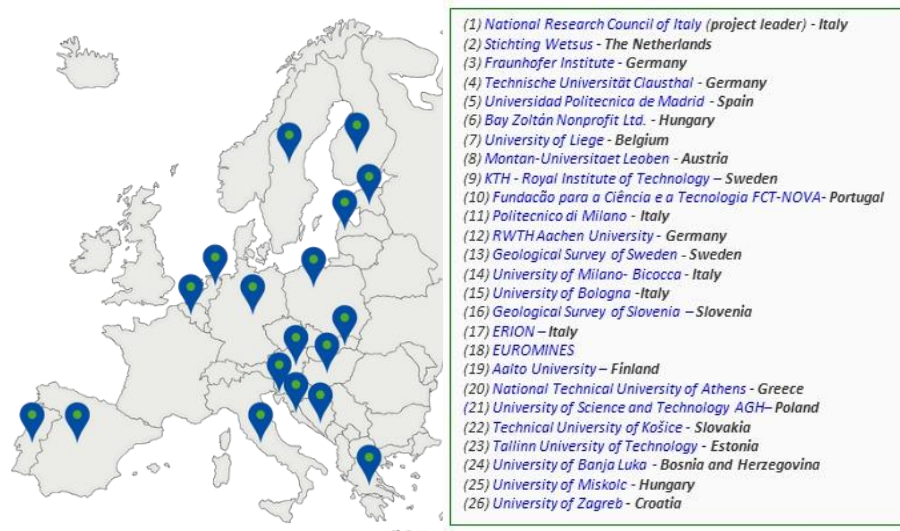 (1) National Research Council of Italy (project leader) - Italy
(2) Stichting Wetsus - The Netherlands
(3) Fraunhofer Institute - Germany
(4) Technische Universität Clausthal - Germany
(5) Universidad Politecnica de Madrid - Spain
(6) Bay Zoltán Nonprofit Ltd. - Hungary
(7) University of Liege - Belgium
(8) Montan-Universitaet Leoben - Austria
(9) KTH - Royal Institute of Technology – Sweden
(10) Fundacão para a Ciência e a Tecnologia FCT-NOVA- Portugal
(11) Politecnico di Milano - Italy
(12) RWTH Aachen University - Germany
(13) Geological Survey of Sweden - Sweden
(14) University of Milano- Bicocca - Italy
(15) University of Bologna -Italy
(16) Geological Survey of Slovenia – Slovenia
(17) ERION – Italy
(18) EUROMINES
(19) Aalto University – Finland
(20) National Technical University of Athens - Greece
(21) University of Science and Technology AGH– Poland
(22) Technical University of Košice - Slovakia
(23) Tallinn University of Technology - Estonia
(24) University of Banja Luka - Bosnia and Herzegovina
(25) University of Miskolc - Hungary
(26) University of Zagreb - Croatia